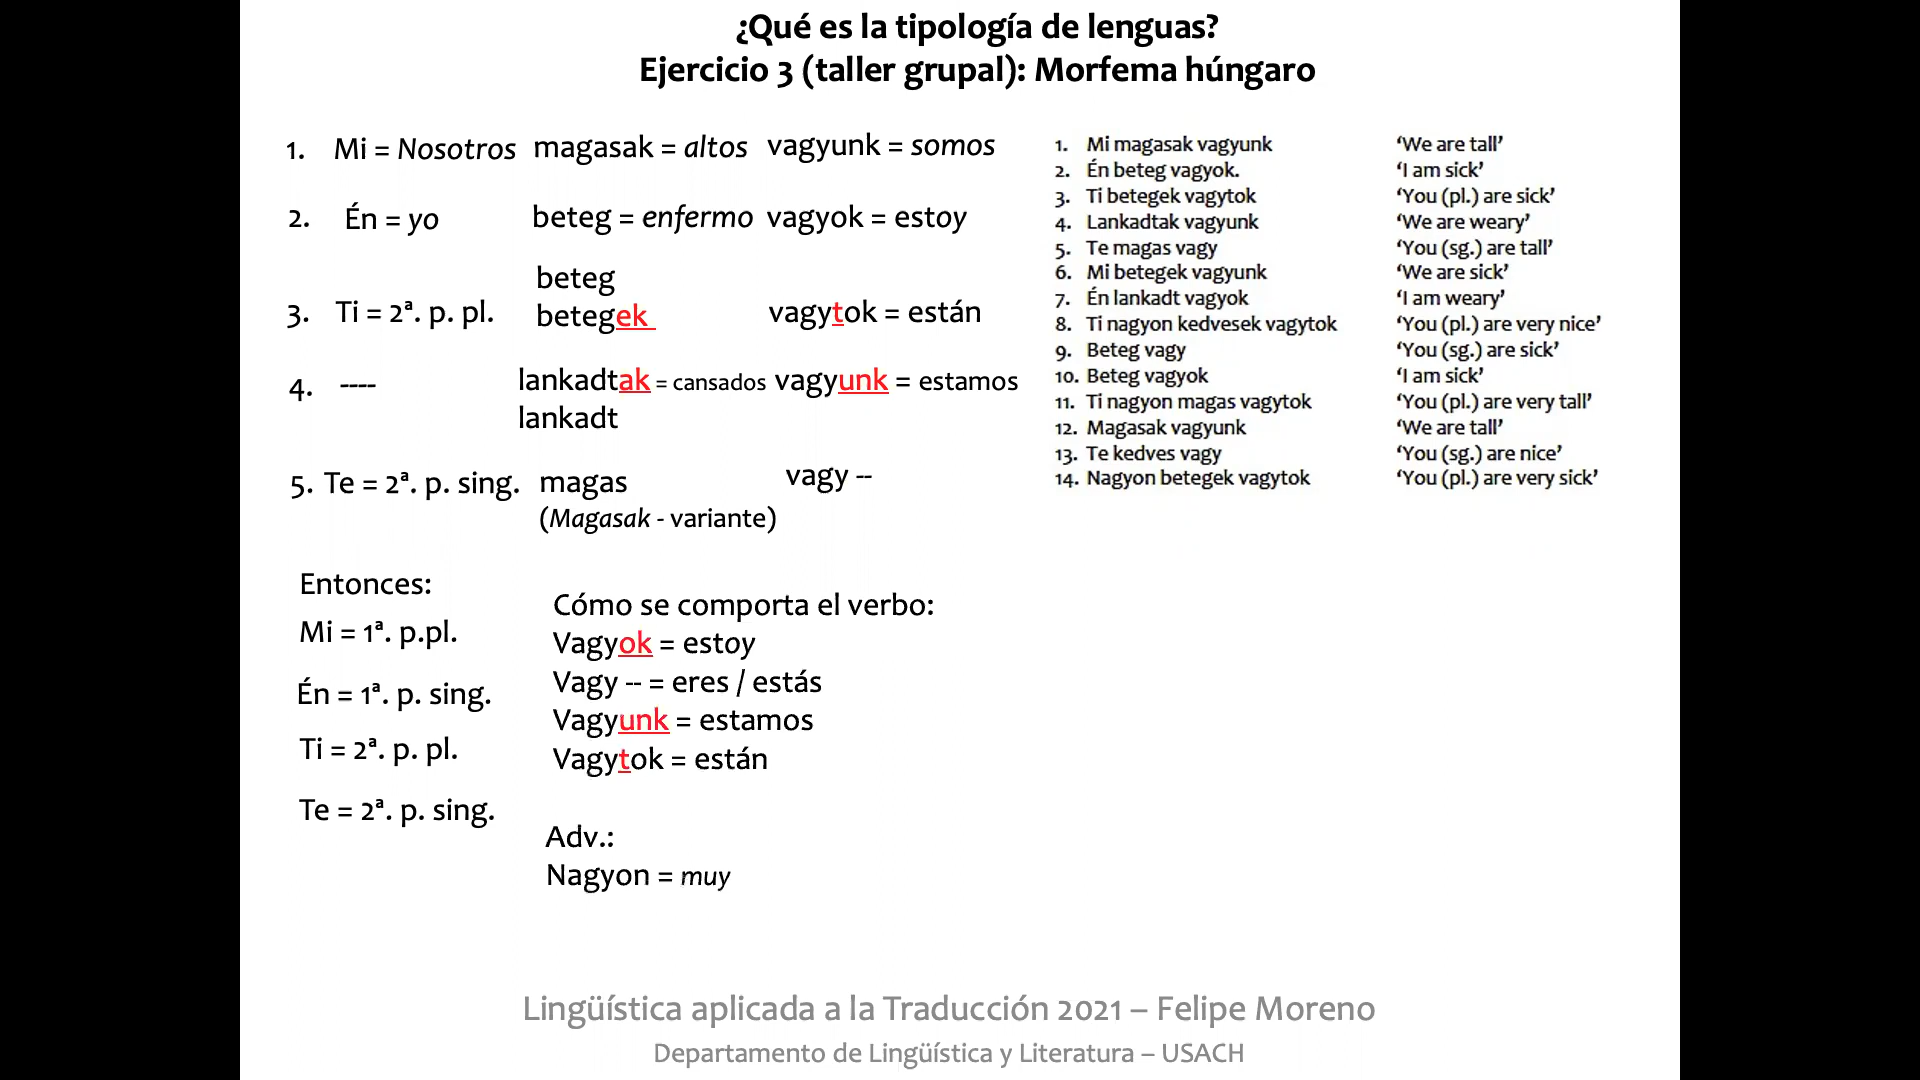 ¿Qué es la tipología de lenguas?
Ejercicio 3 (taller grupal): Morfema húngaro
1. Mi = Nosotros magasak = altos vagyunk = somos
2. Én = yo beteg = enfermo vagyok = estoy
beteg
3. Ti = 2ª. p. pl. betegek vagytok = están
4. ---- lankadtak = cansados vagyunk = estamos
lankadt
5. Te = 2ª. p. sing. magas vagy --
(Magasak - variante)
Entonces:
Mi = 1ª. p.pl.
Én = 1ª. p. sing.
Ti = 2ª. p. pl.
Te = 2ª. p. sing.
Cómo se comporta el verbo:
Vagyok = estoy
Vagy -- = eres / estás
Vagyunk = estamos
Vagytok = están
Adv.:
Nagyon = muy
1. Mi magasak vagyunk ‘We are tall’
2. Én beteg vagyok. ‘I am sick’
3. Ti betegek vagytok ‘You (pl.) are sick’
4. Lankadtak vagyunk ‘We are weary’
5. Te magas vagy ‘You (sg.) are tall’
6. Mi betegek vagyunk ‘We are sick’
7. Én lankadt vagyok ‘I am weary’
8. Ti nagyon kedvesek vagytok ‘You (pl.) are very nice’
9. Beteg vagy ‘You (sg.) are sick’
10. Beteg vagyok ‘I am sick’
11. Ti nagyon magas vagytok ‘You (pl.) are very tall’
12. Magasak vagyunk ‘We are tall’
13. Te kedves vagy ‘You (sg.) are nice’
14. Nagyon betegek vagytok ‘You (pl.) are very sick’
Lingüística aplicada a la Traducción 2021 – Felipe Moreno
Departamento de Lingüística y Literatura – USACH